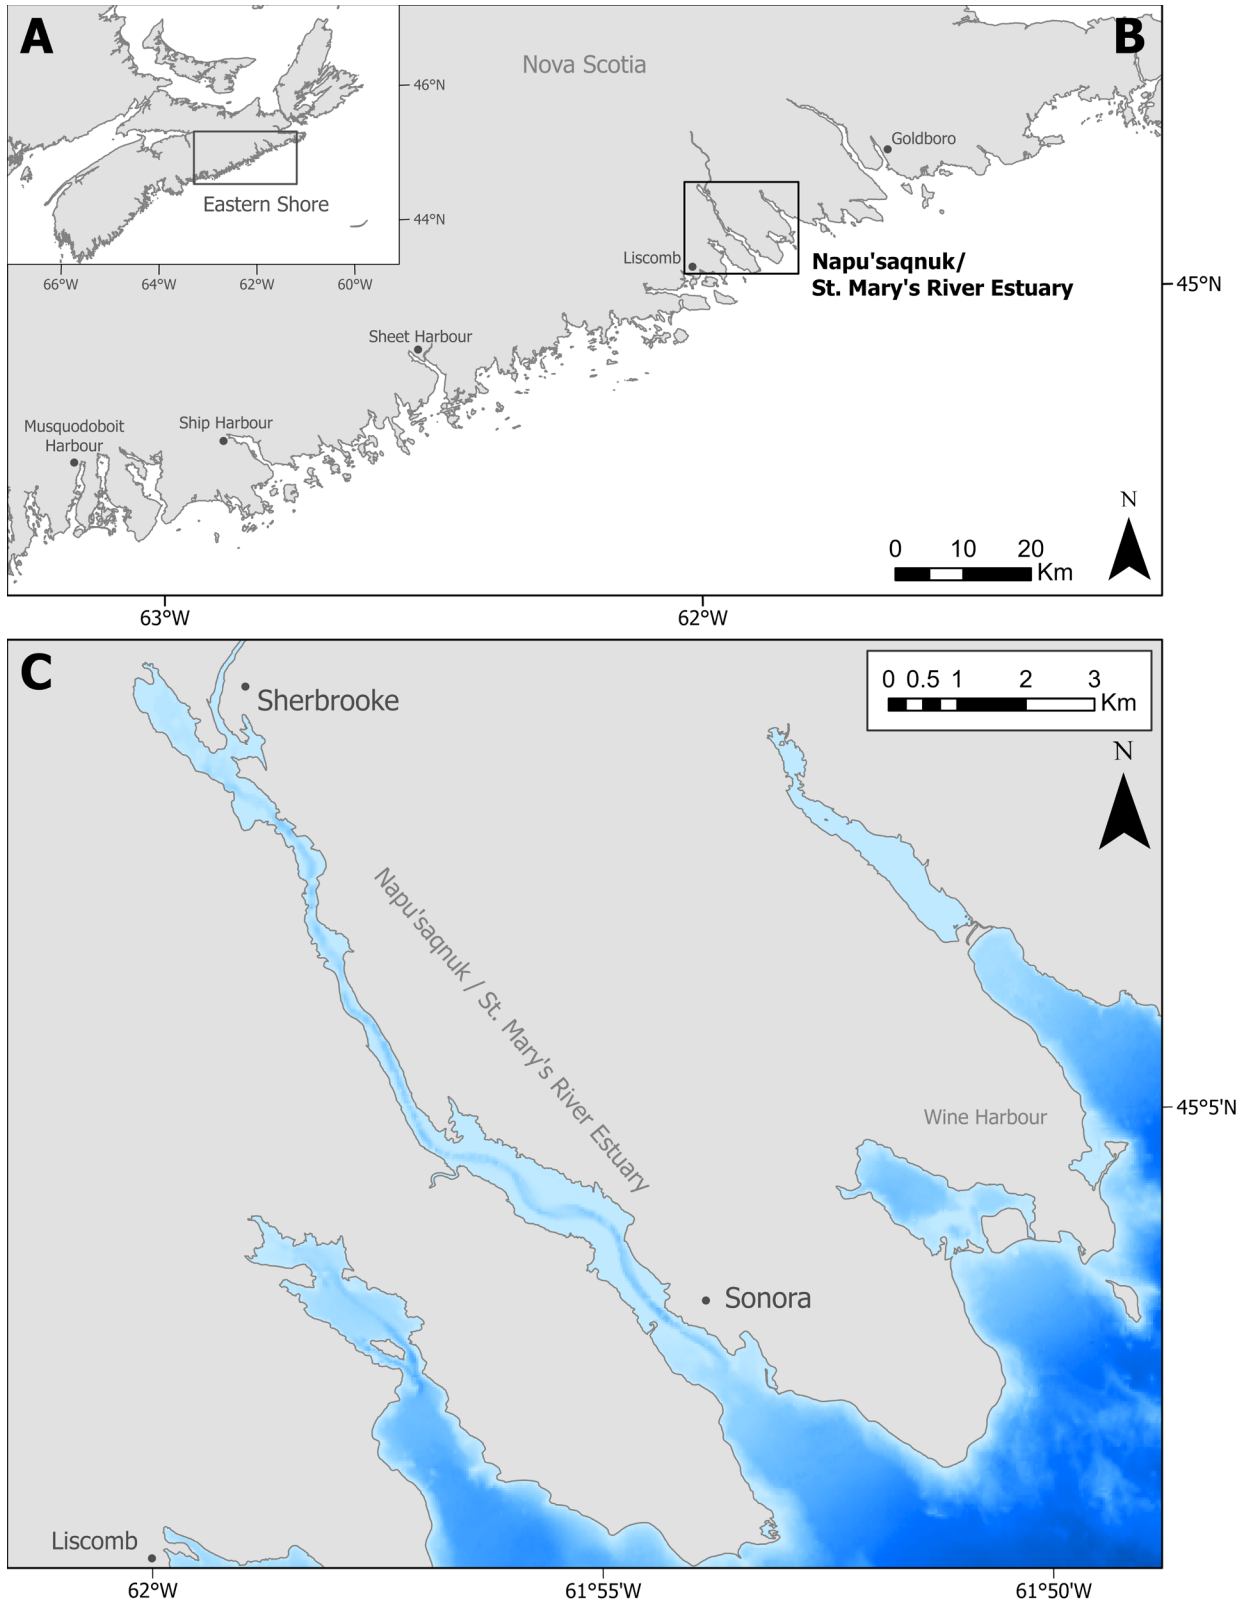 A
B
Nova Scotia
46°N
Goldboro
Eastern Shore
44°N
66°W
64°W
62°W
60°W
Liscomb
Napu'saqnuk/
St. Mary's River Estuary
45°N
Sheet Harbour
Musquodoboit
Harbour
Ship Harbour
N
0 10 20
Km
63°W
62°W
C
0 0.5 1 2 3
Km
Sherbrooke
N
Napu'saqnuk / St. Mary's River Estuary
45°5'N
Wine Harbour
Sonora
Liscomb
62°W
61°55'W
61°50'W